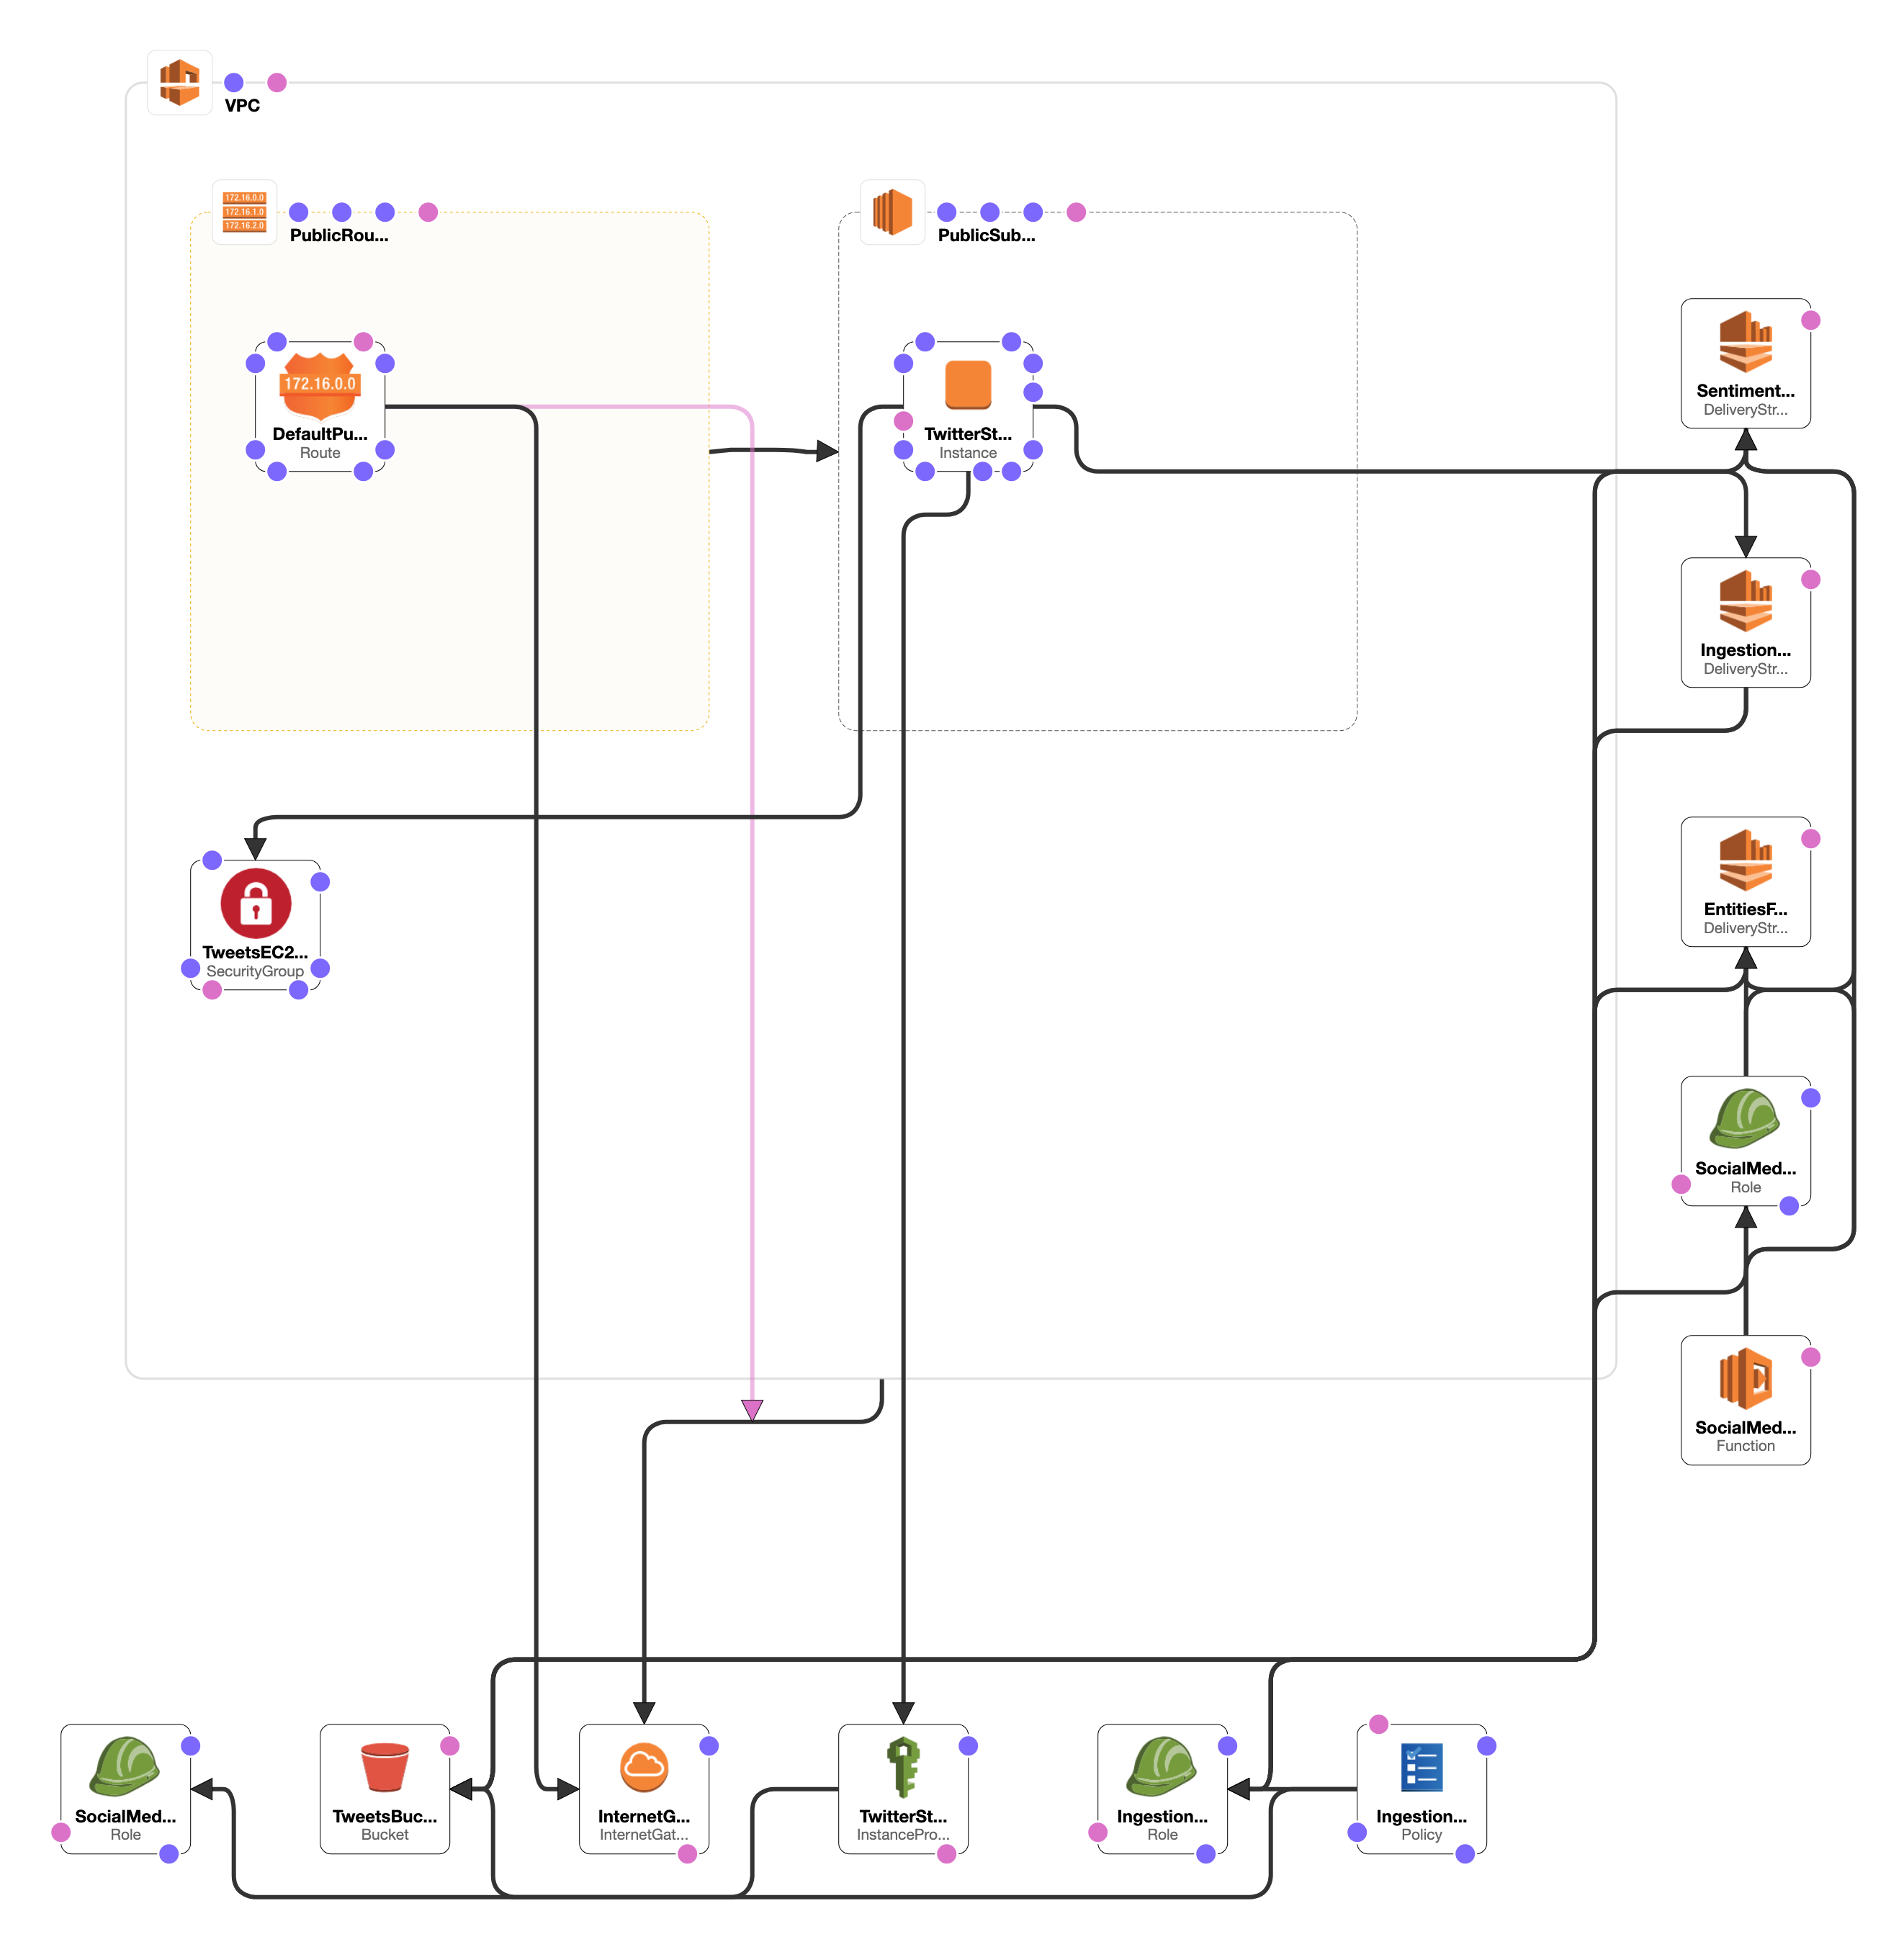 VPC
172.16.0.0
172.16.1.0
172.16.2.0
PublicRou...
PublicSub...
172.16.0.0
DefaultPu...
Route
TwitterSt...
Instance
Sentiment...
DeliveryStr...
Ingestion...
DeliveryStr...
EntitiesF...
DeliveryStr...
TweetsEC2...
SecurityGroup
SocialMed...
Role
SocialMed...
Function
SocialMed...
Role
TweetsBuc...
Bucket
InternetG...
InternetGat...
TwitterSt...
InstancePro...
Ingestion...
Role
Ingestion...
Policy